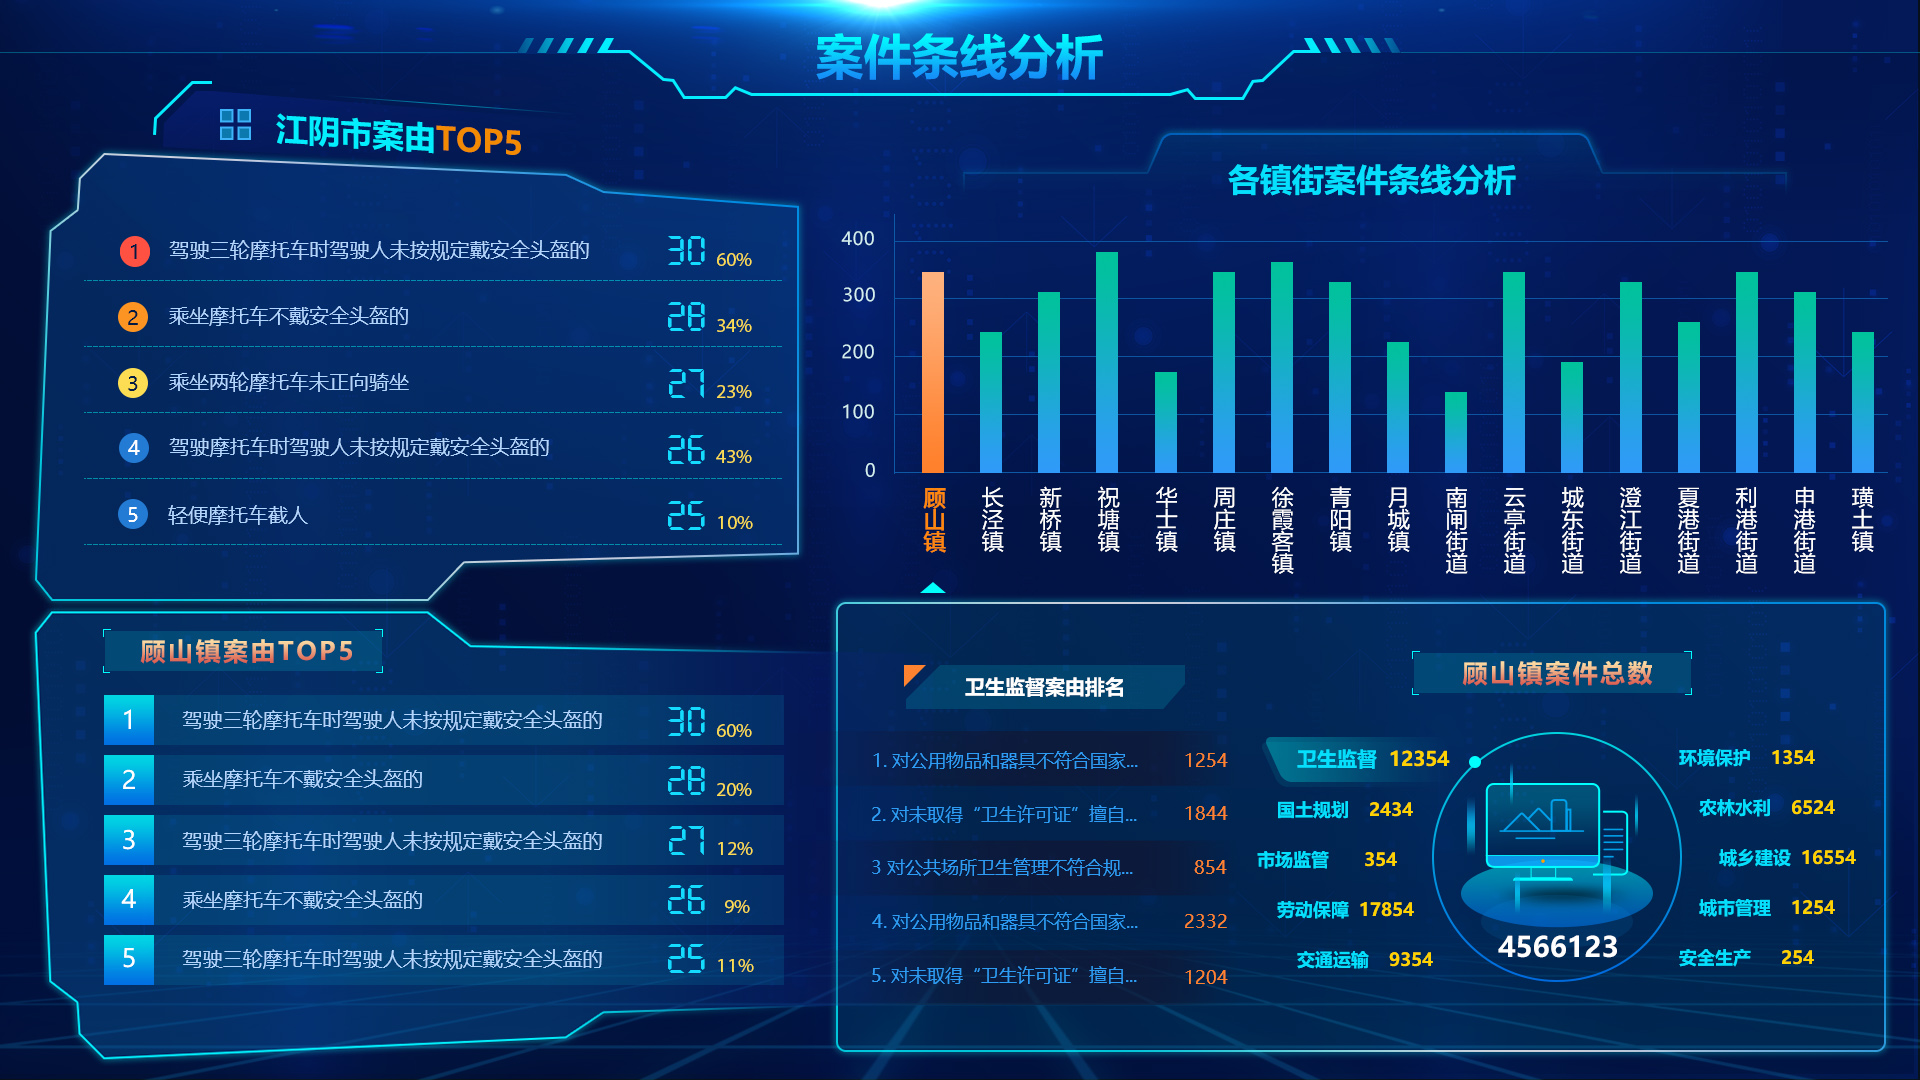 案件条线分析
江阴市案由TOP5
1 驾驶三轮摩托车时驾驶人未按规定戴安全头盔的 30 60%
2 乘坐摩托车不戴安全头盔的 28 34%
3 乘坐两轮摩托车未正向骑坐 27 23%
4 驾驶摩托车时驾驶人未按规定戴安全头盔的 26 43%
5 轻便摩托车截人 25 10%
各镇街案件条线分析
400
300
200
100
0
顾山镇
长泾镇
新桥镇
祝塘镇
华士镇
周庄镇
徐霞客镇
青阳镇
月城镇
南闸街道
云亭街道
城东街道
澄江街道
夏港街道
利港街道
申港街道
璜土镇
顾山镇案由TOP5
1 驾驶三轮摩托车时驾驶人未按规定戴安全头盔的 30 60%
2 乘坐摩托车不戴安全头盔的 28 20%
3 驾驶三轮摩托车时驾驶人未按规定戴安全头盔的 27 12%
4 乘坐摩托车不戴安全头盔的 26 9%
5 驾驶三轮摩托车时驾驶人未按规定戴安全头盔的 25 11%
卫生监督案由排名
1. 对公用物品和器具不符合国家... 1254
2. 对未取得“卫生许可证”擅自... 1844
3 对公共场所卫生管理不符合规... 854
4. 对公用物品和器具不符合国家... 2332
5. 对未取得“卫生许可证”擅自... 1204
顾山镇案件总数
卫生监督 12354
国土规划 2434
市场监管 354
劳动保障 17854
交通运输 9354
4566123
环境保护 1354
农林水利 6524
城乡建设 16554
城市管理 1254
安全生产 254